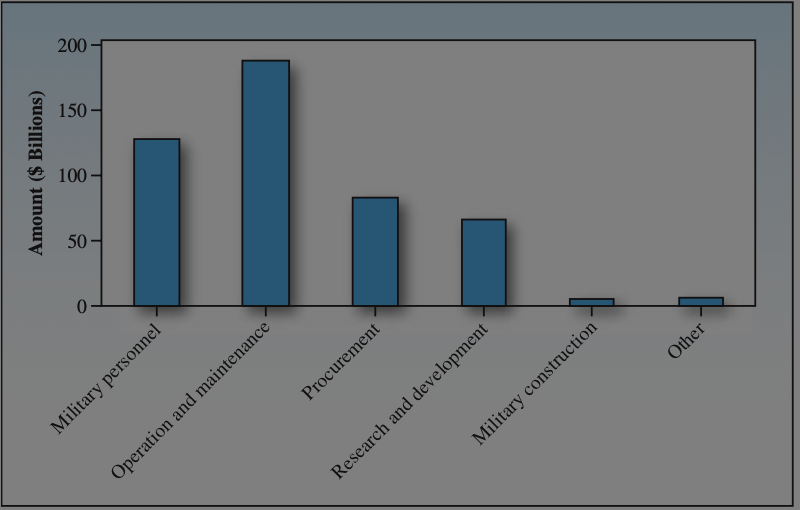 Amount ($ Billions)
200
150
100
50
0
Military personnel
Operation and maintenance
Procurement
Research and development
Military construction
Other